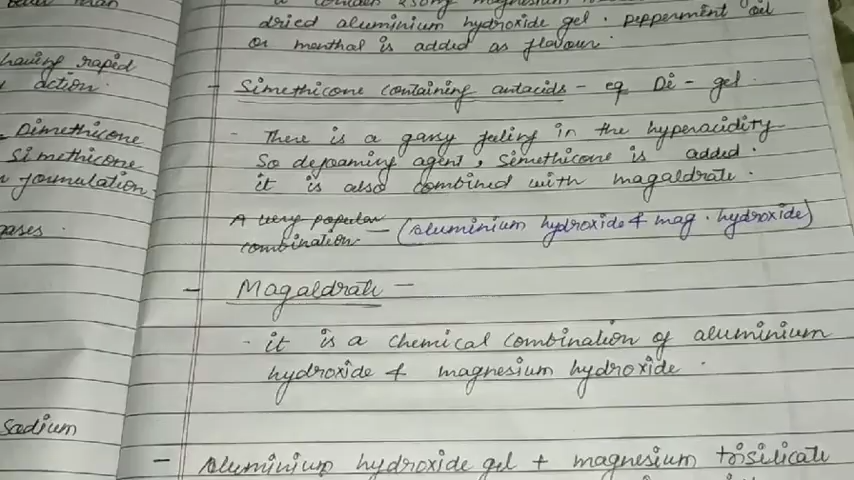 having rapid
action.
Dimethicone
Simethicone
formulation.
gases.
Sodium
dried aluminium hydroxide gel. peppermint oil
or menthal is added as flavour.
- Simethicone containing antacids - eg Di - gel.
- There is a gassy feeling in the hyperacidity
So defoaming agent, Simethicone is added.
it is also combined with magaldrate.
A very popular
combination - (Aluminium hydroxide & mag. hydroxide)
- Magaldrate -
- it is a chemical combination of aluminium
hydroxide & magnesium hydroxide.
- Aluminium hydroxide gel + magnesium trisilicate